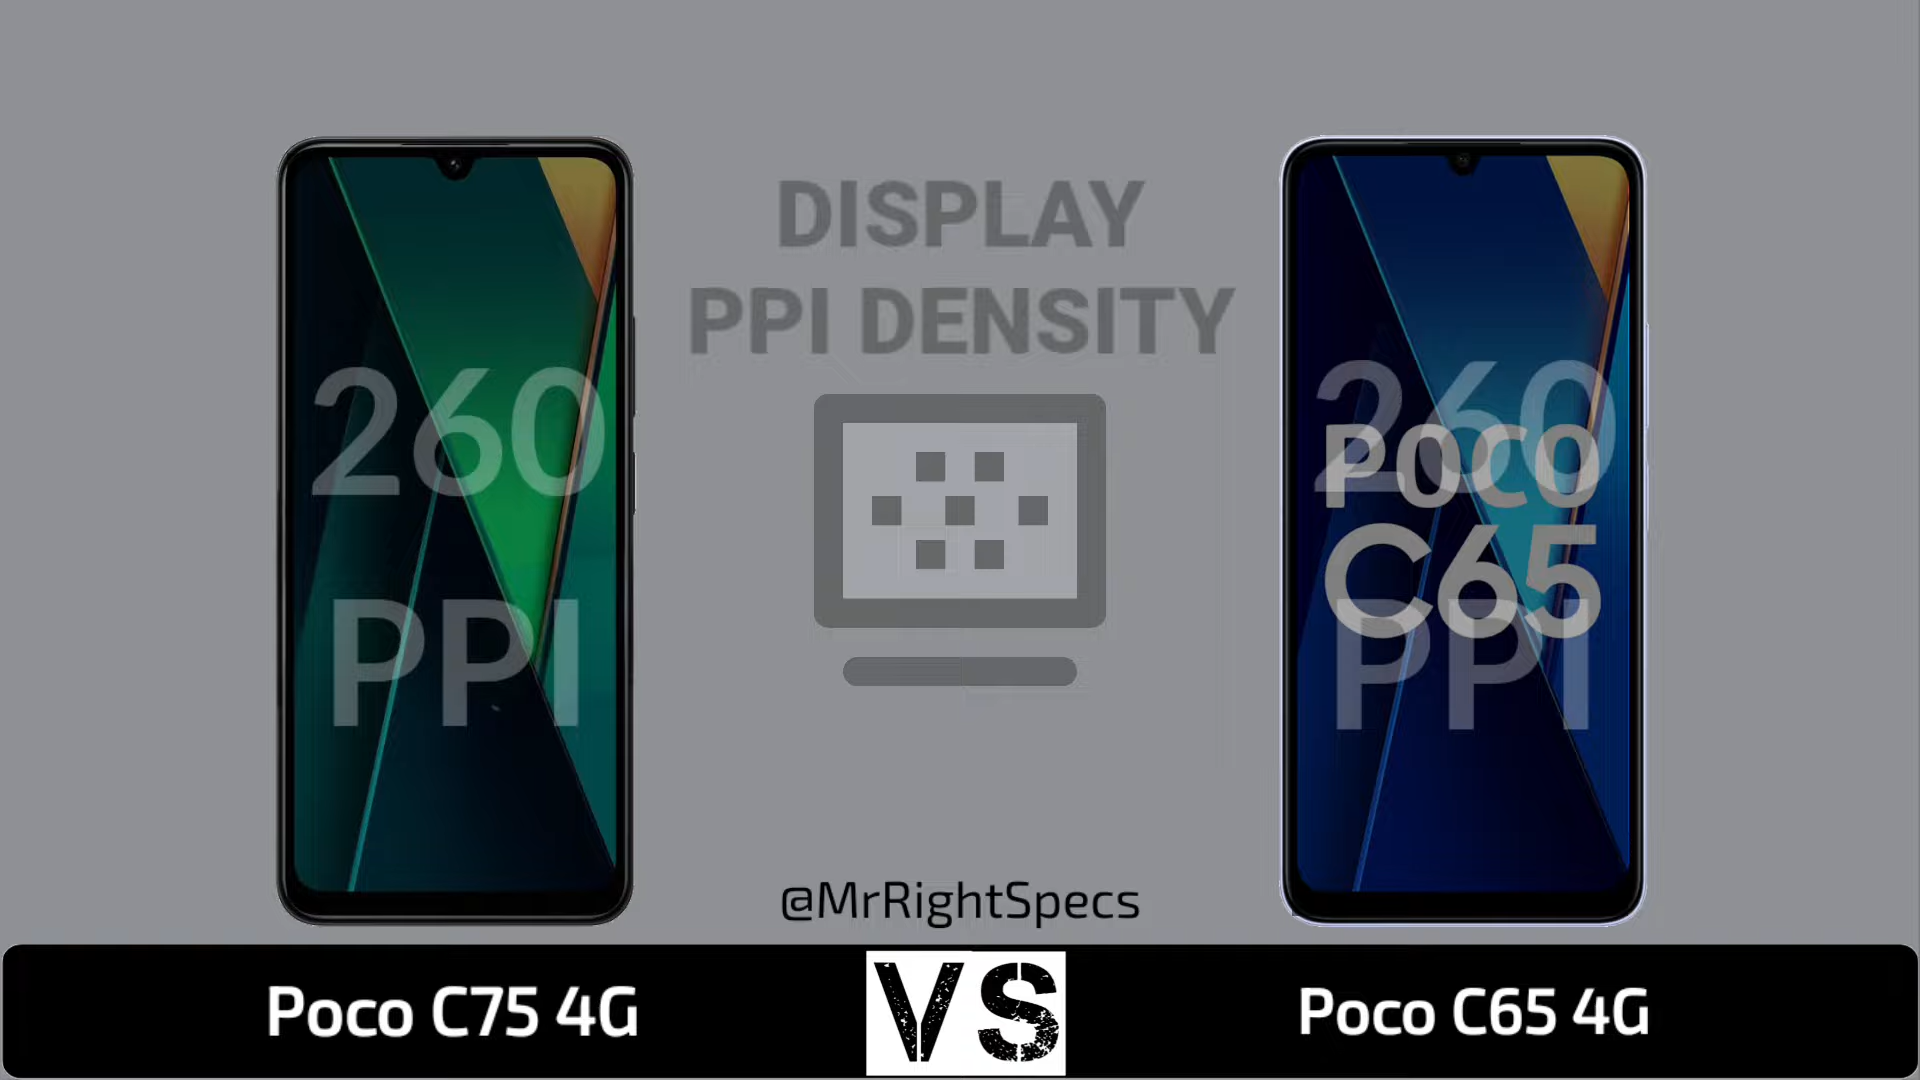 DISPLAY
PPI DENSITY
260
PPI
260
POCO
C65
PPI
@MrRightSpecs
Poco C75 4G
VS
Poco C65 4G